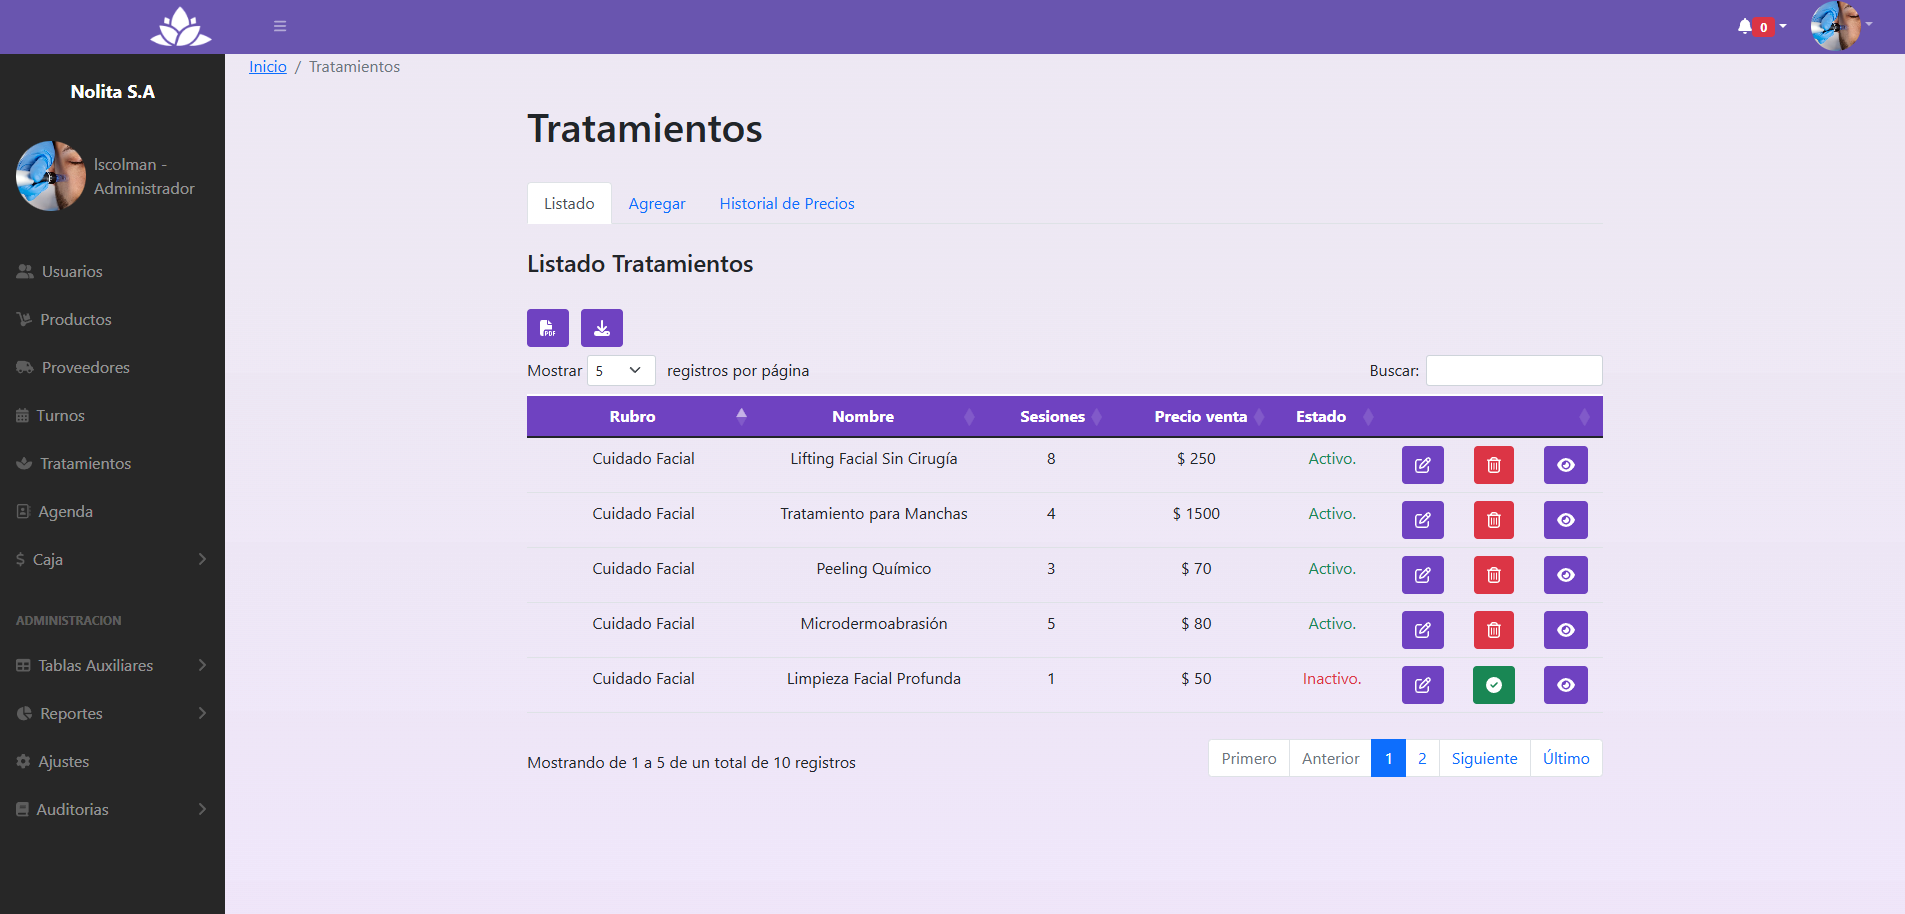 0
Inicio / Tratamientos
Nolita S.A
lscolman -
Administrador
Usuarios
Productos
Proveedores
Turnos
Tratamientos
Agenda
Caja
ADMINISTRACION
Tablas Auxiliares
Reportes
Ajustes
Auditorias
Tratamientos
Listado Agregar Historial de Precios
Listado Tratamientos
PDF
Mostrar 5 registros por página Buscar:
Rubro Nombre Sesiones Precio venta Estado
Cuidado Facial Lifting Facial Sin Cirugía 8 $ 250 Activo.
Cuidado Facial Tratamiento para Manchas 4 $ 1500 Activo.
Cuidado Facial Peeling Químico 3 $ 70 Activo.
Cuidado Facial Microdermoabrasión 5 $ 80 Activo.
Cuidado Facial Limpieza Facial Profunda 1 $ 50 Inactivo.
Mostrando de 1 a 5 de un total de 10 registros Primero Anterior 1 2 Siguiente Último